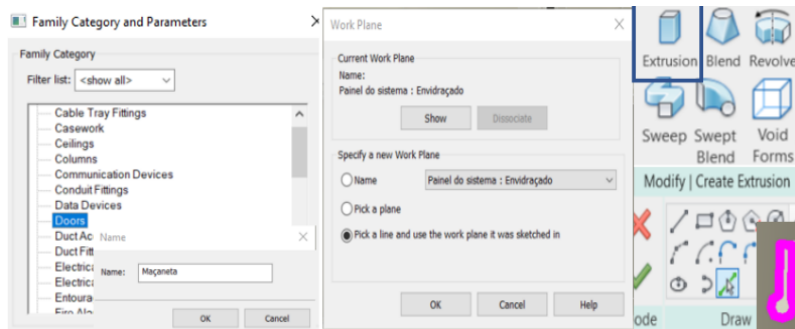 Family Category and Parameters
Family Category
Filter list: <show all>
Cable Tray Fittings
Casework
Ceilings
Columns
Communication Devices
Conduit Fittings
Data Devices
Doors
Duct Ac
Duct Fitt
Electrica
Electrica
Entoura
Name
Name: Maçaneta
OK Cancel
Work Plane
Current Work Plane
Name:
Painel do sistema : Envidraçado
Show Dissociate
Specify a new Work Plane
Name Painel do sistema : Envidraçado
Pick a plane
Pick a line and use the work plane it was sketched in
OK Cancel Help
Extrusion Blend Revolve
Sweep Swept Blend Void Forms
Modify | Create Extrusion
ode Draw